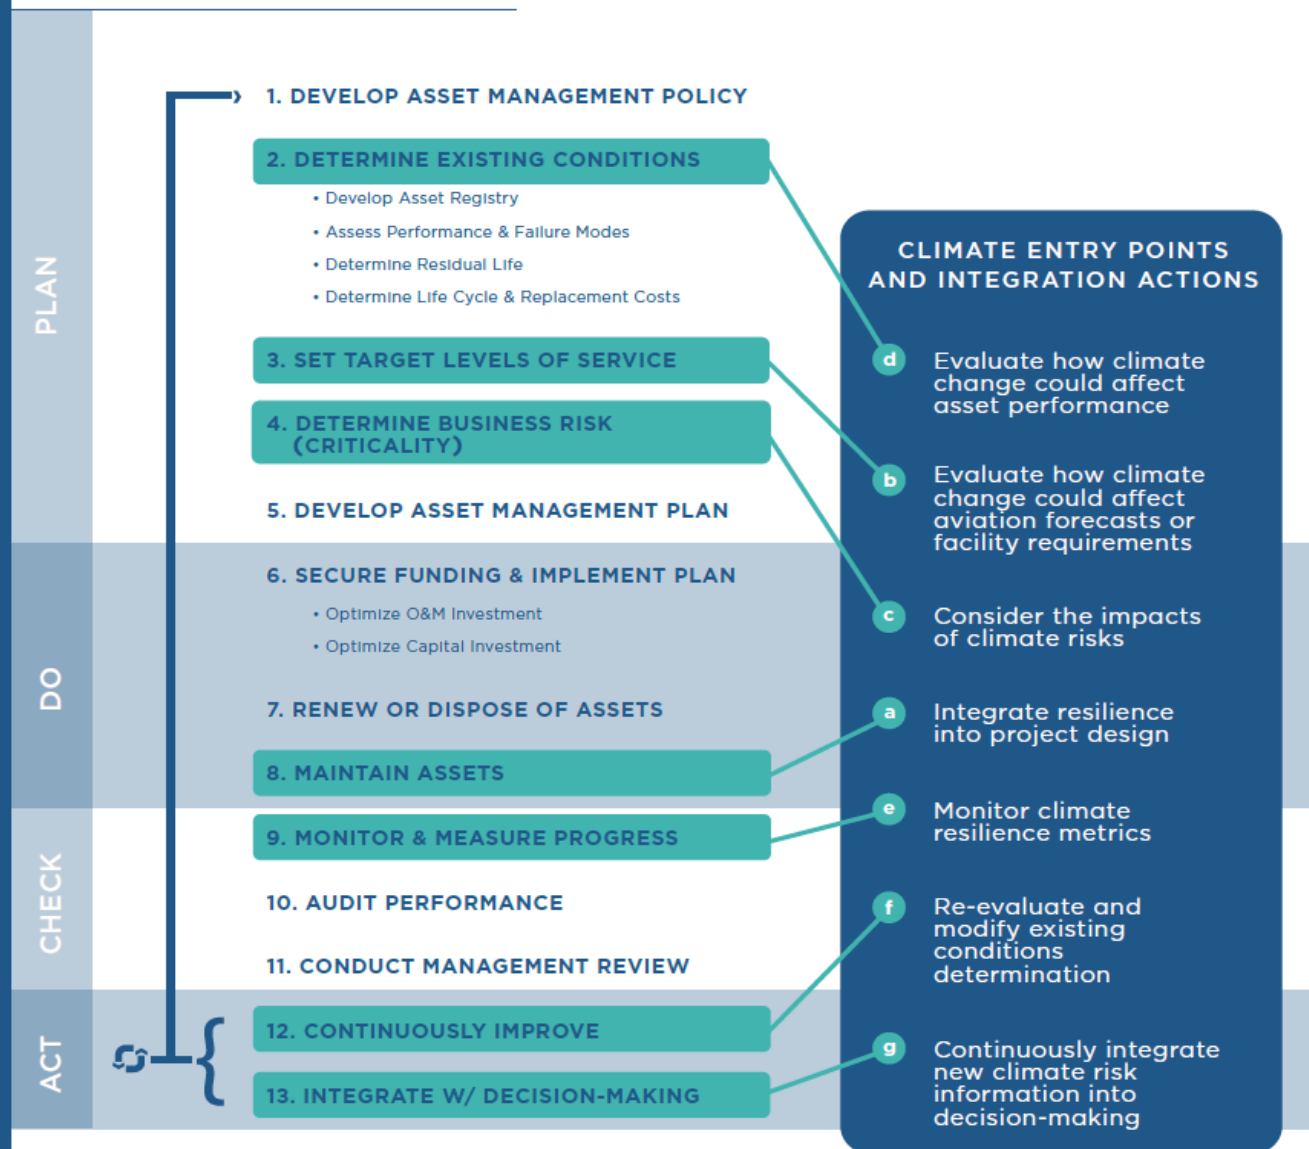 PLAN
1. DEVELOP ASSET MANAGEMENT POLICY
2. DETERMINE EXISTING CONDITIONS
• Develop Asset Registry
• Assess Performance & Failure Modes
• Determine Residual Life
• Determine Life Cycle & Replacement Costs
3. SET TARGET LEVELS OF SERVICE
4. DETERMINE BUSINESS RISK
(CRITICALITY)
5. DEVELOP ASSET MANAGEMENT PLAN
DO
6. SECURE FUNDING & IMPLEMENT PLAN
• Optimize O&M Investment
• Optimize Capital Investment
7. RENEW OR DISPOSE OF ASSETS
8. MAINTAIN ASSETS
CHECK
9. MONITOR & MEASURE PROGRESS
10. AUDIT PERFORMANCE
11. CONDUCT MANAGEMENT REVIEW
ACT
12. CONTINUOUSLY IMPROVE
13. INTEGRATE W/ DECISION-MAKING
CLIMATE ENTRY POINTS
AND INTEGRATION ACTIONS
d Evaluate how climate
change could affect
asset performance
b Evaluate how climate
change could affect
aviation forecasts or
facility requirements
c Consider the impacts
of climate risks
a Integrate resilience
into project design
e Monitor climate
resilience metrics
f Re-evaluate and
modify existing
conditions
determination
g Continuously integrate
new climate risk
information into
decision-making